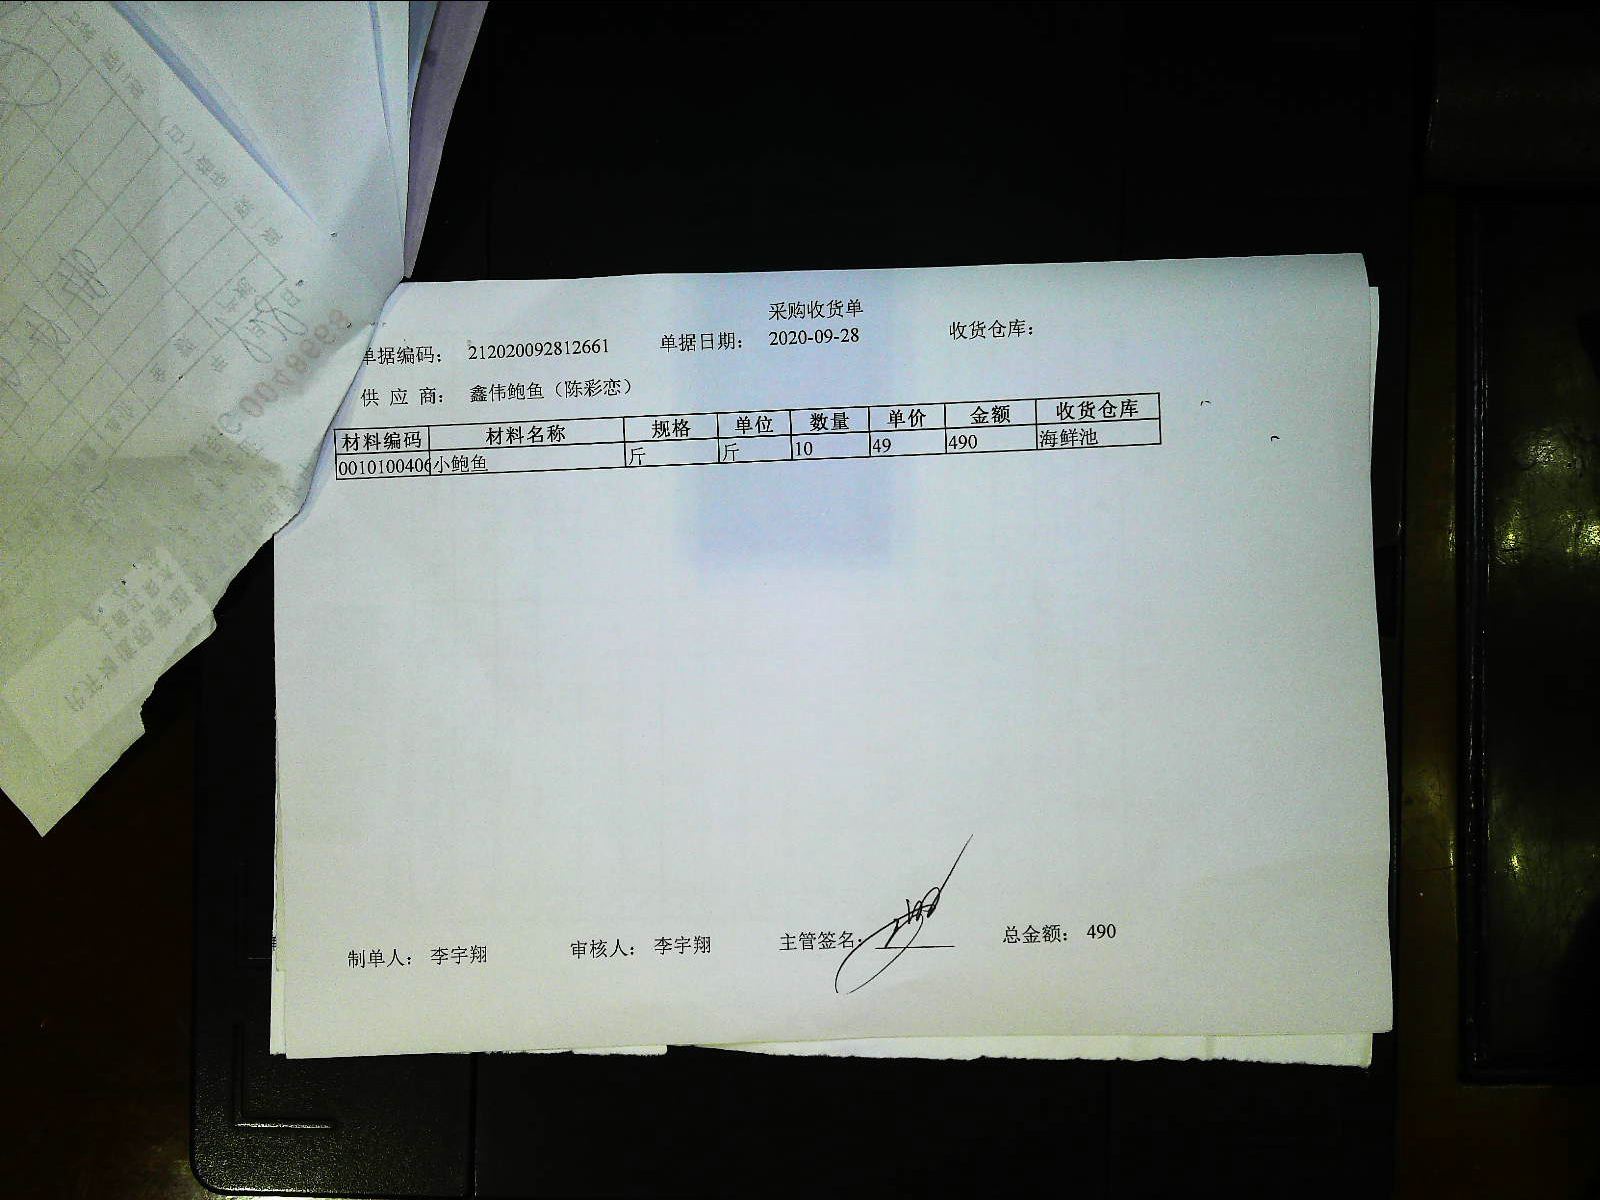 采购收货单
单据编码： 212020092812661 单据日期： 2020-09-28 收货仓库：
供 应 商： 鑫伟鲍鱼（陈彩恋）
材料编码 材料名称 规格 单位 数量 单价 金额 收货仓库
0010100406 小鲍鱼 斤 斤 10 49 490 海鲜池
制单人： 李宇翔 审核人： 李宇翔 主管签名： 总金额： 490